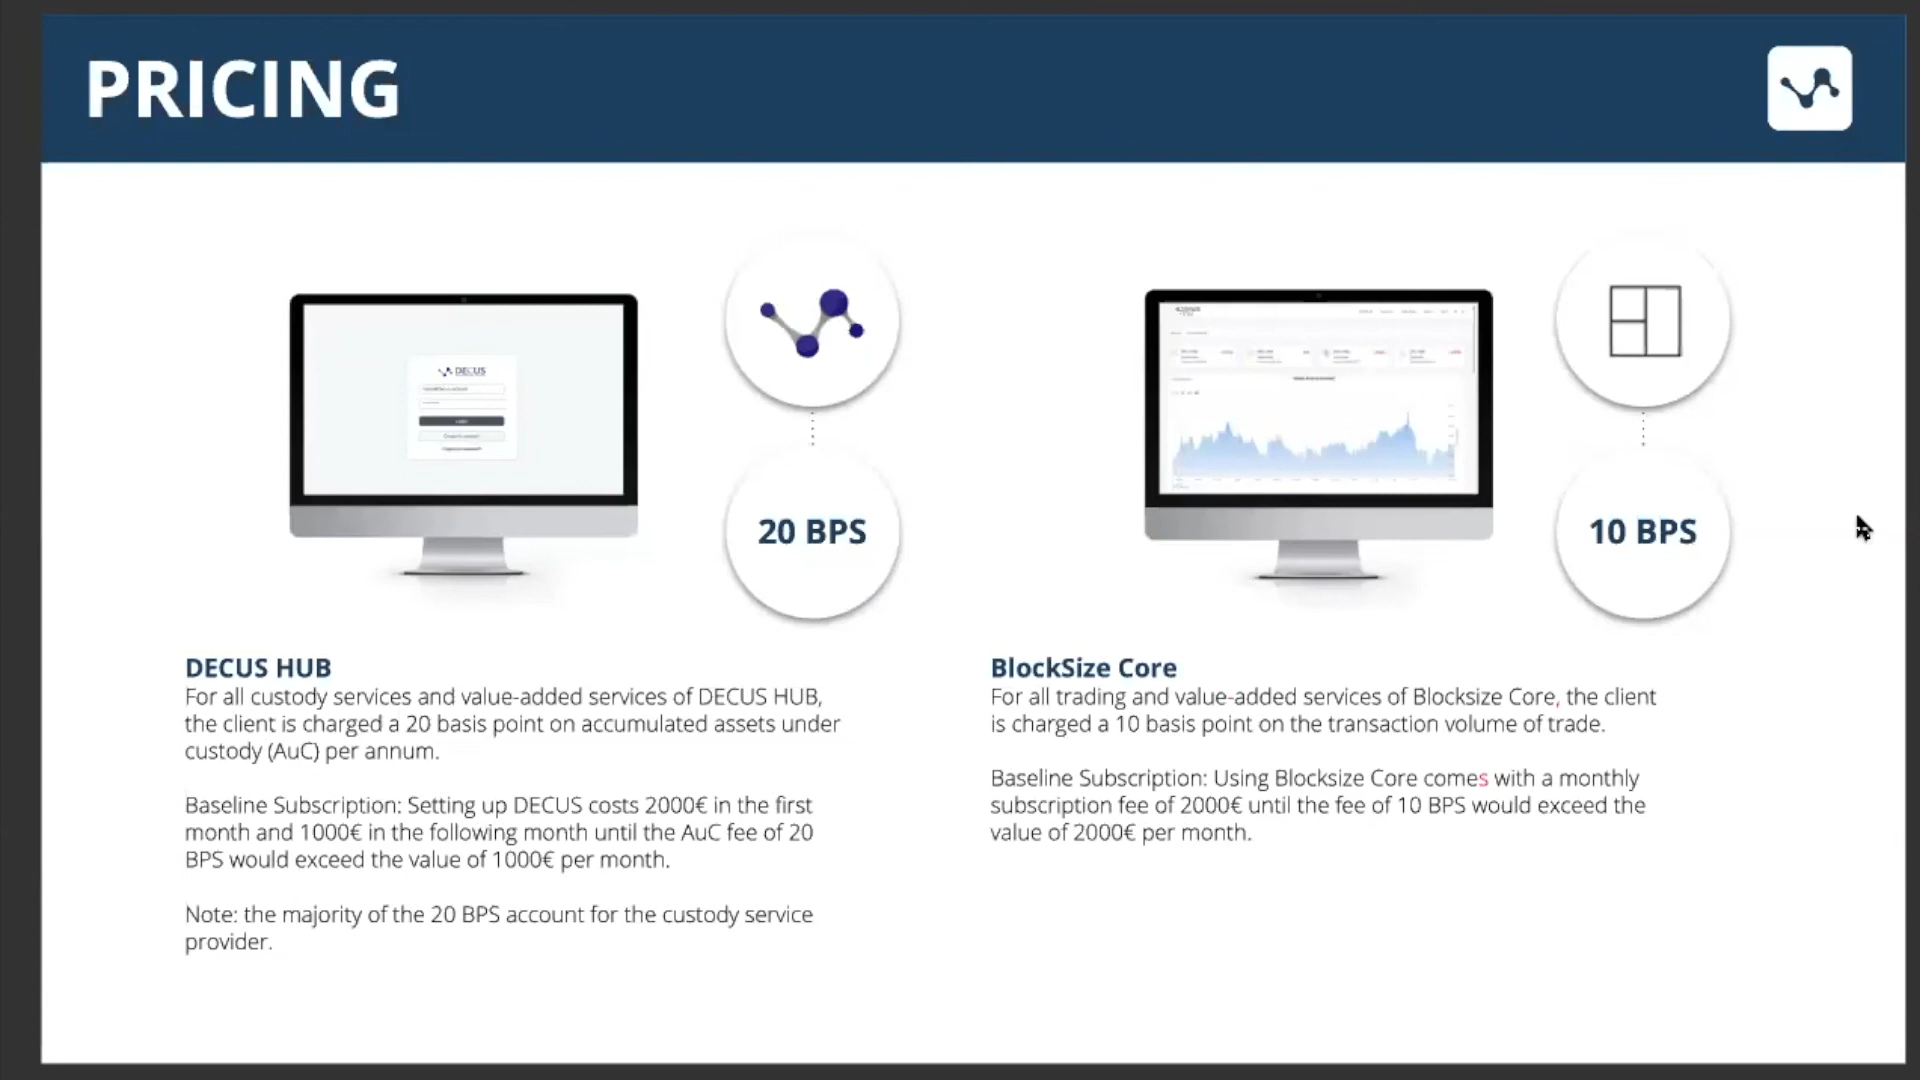 PRICING
DECUS
20 BPS
10 BPS
DECUS HUB
For all custody services and value-added services of DECUS HUB,
the client is charged a 20 basis point on accumulated assets under
custody (AuC) per annum.
Baseline Subscription: Setting up DECUS costs 2000€ in the first
month and 1000€ in the following month until the AuC fee of 20
BPS would exceed the value of 1000€ per month.
Note: the majority of the 20 BPS account for the custody service
provider.
BlockSize Core
For all trading and value-added services of Blocksize Core, the client
is charged a 10 basis point on the transaction volume of trade.
Baseline Subscription: Using Blocksize Core comes with a monthly
subscription fee of 2000€ until the fee of 10 BPS would exceed the
value of 2000€ per month.